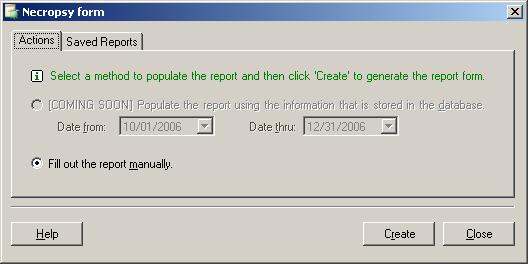 Necropsy form
Actions Saved Reports
Select a method to populate the report and then click 'Create' to generate the report form.
[COMING SOON] Populate the report using the information that is stored in the database.
Date from: 10/01/2006 Date thru: 12/31/2006
Fill out the report manually.
Help Create Close